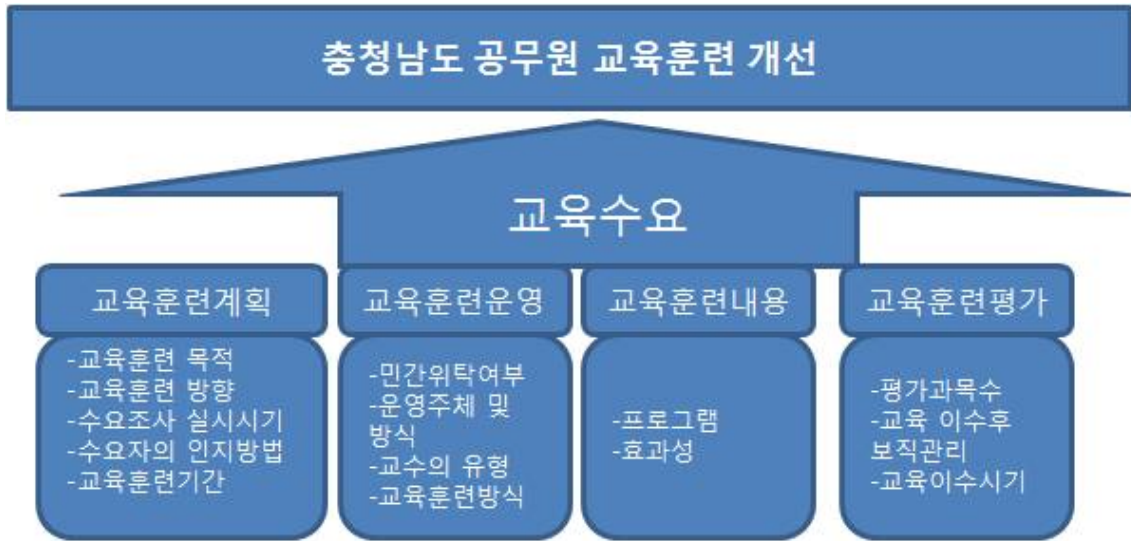 충청남도 공무원 교육훈련 개선
교육수요
교육훈련계획
-교육훈련 목적
-교육훈련 방향
-수요조사 실시시기
-수요자의 인지방법
-교육훈련기간
교육훈련운영
-민간위탁여부
-운영주체 및
방식
-교수의 유형
-교육훈련방식
교육훈련내용
-프로그램
-효과성
교육훈련평가
-평가과목수
-교육 이수후
보직관리
-교육이수시기